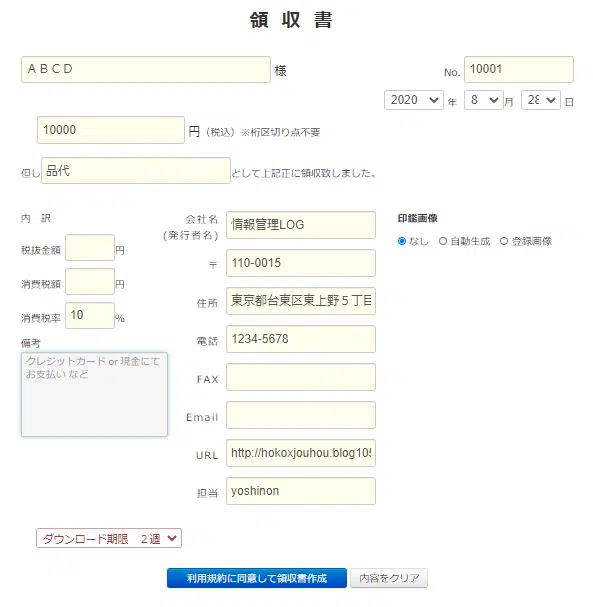 領 収 書
ＡＢＣＤ 様 No. 10001
2020 年 8 月 28 日
10000 円（税込）※桁区切り点不要
但し 品代 として上記正に領収致しました。
内　訳
税抜金額 円
消費税額 円
消費税率 10 %
備考
クレジットカード or 現金にて
お支払い など
会社名 情報管理LOG
(発行者名)
〒 110-0015
住所 東京都台東区東上野５丁目
電話 1234-5678
FAX
Email
URL http://hokoxjouhou.blog105
担当 yoshinon
印鑑画像
なし 自動生成 登録画像
ダウンロード期限　２週
利用規約に同意して領収書作成 内容をクリア